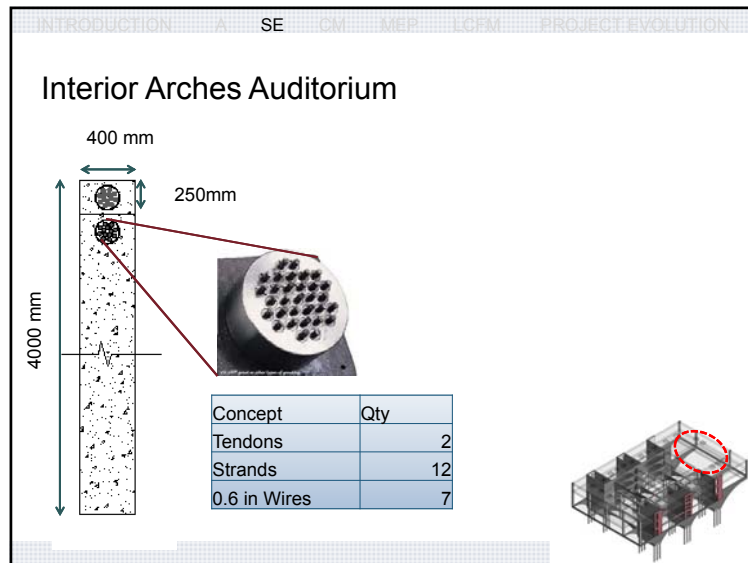 INTRODUCTION A SE CM MEP LCFM PROJECT EVOLUTION
Interior Arches Auditorium
400 mm
250mm
4000 mm
Concept Qty
Tendons 2
Strands 12
0.6 in Wires 7